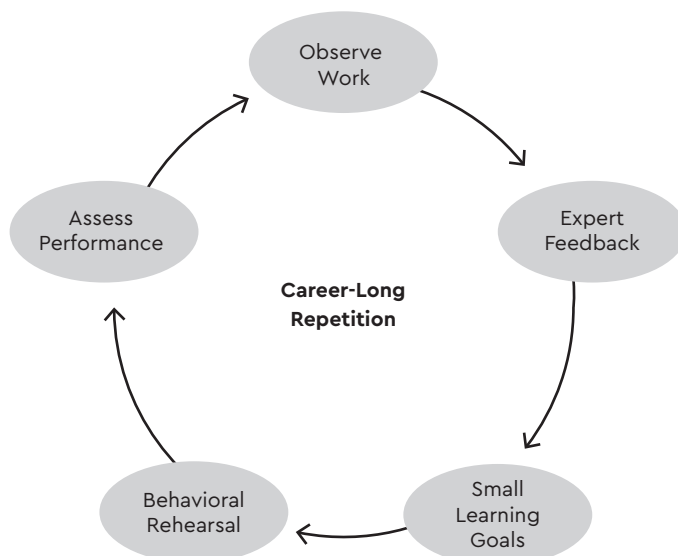 Observe
Work
Expert
Feedback
Small
Learning
Goals
Behavioral
Rehearsal
Assess
Performance
Career-Long
Repetition